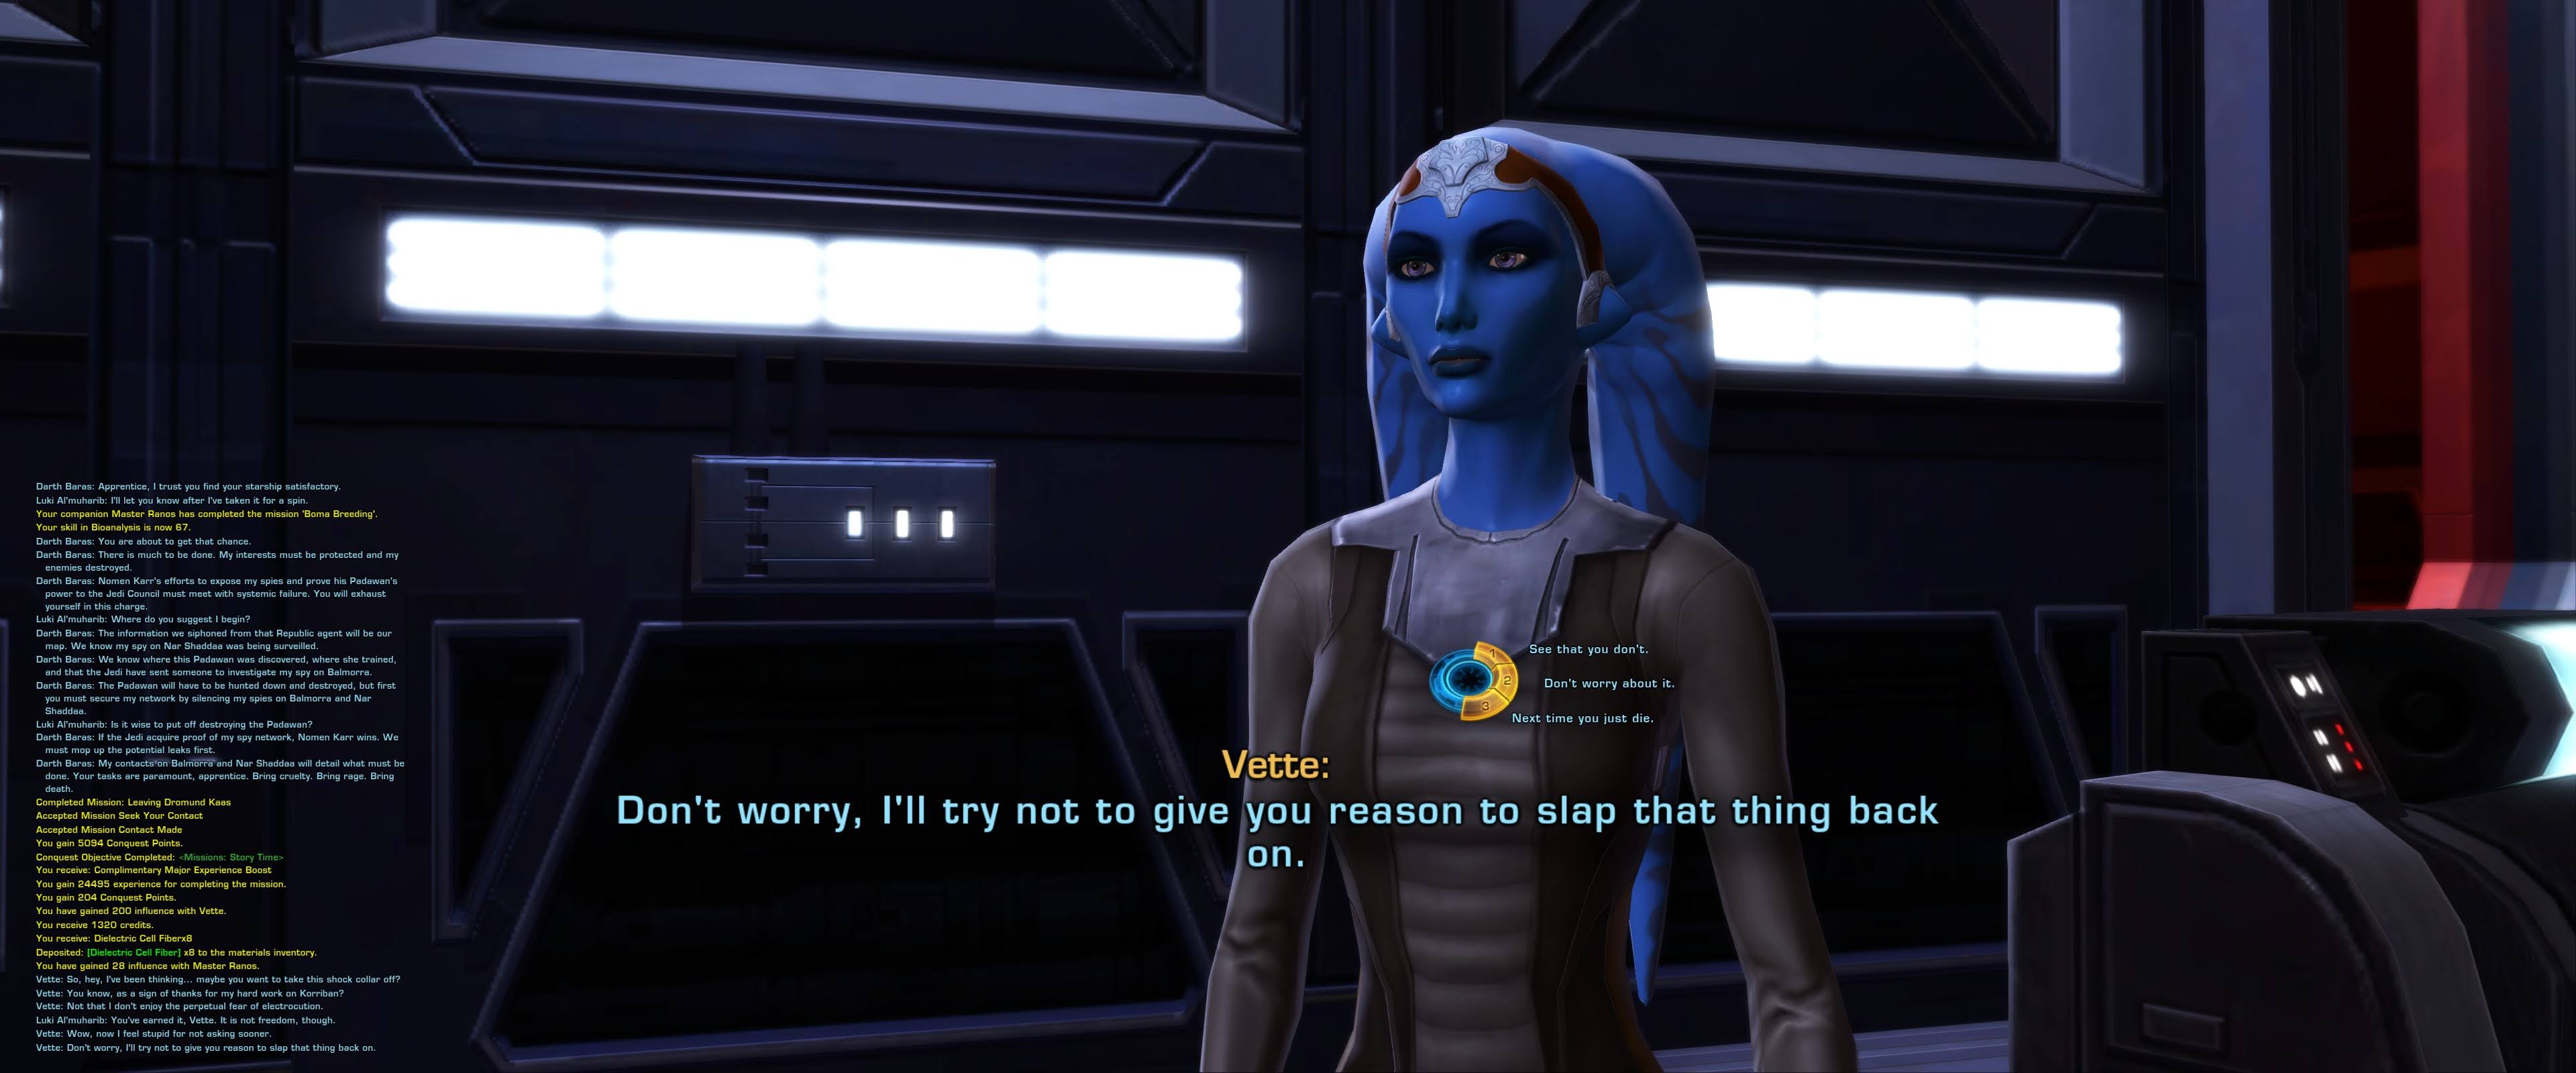 Darth Baras: Apprentice, I trust you find your starship satisfactory.
Luki Al'muharib: I'll let you know after I've taken it for a spin.
Your companion Master Ranos has completed the mission 'Boma Breeding'.
Your skill in Bioanalysis is now 67.
Darth Baras: You are about to get that chance.
Darth Baras: There is much to be done. My interests must be protected and my
enemies destroyed.
Darth Baras: Nomen Karr's efforts to expose my spies and prove his Padawan's
power to the Jedi Council must meet with systemic failure. You will exhaust
yourself in this charge.
Luki Al'muharib: Where do you suggest I begin?
Darth Baras: The information we siphoned from that Republic agent will be our
map. We know my spy on Nar Shaddaa was being surveilled.
Darth Baras: We know where this Padawan was discovered, where she trained,
and that the Jedi have sent someone to investigate my spy on Balmorra.
Darth Baras: The Padawan will have to be hunted down and destroyed, but first
you must secure my network by silencing my spies on Balmorra and Nar
Shaddaa.
Luki Al'muharib: Is it wise to put off destroying the Padawan?
Darth Baras: If the Jedi acquire proof of my spy network, Nomen Karr wins. We
must mop up the potential leaks first.
Darth Baras: My contacts on Balmorra and Nar Shaddaa will detail what must be
done. Your tasks are paramount, apprentice. Bring cruelty. Bring rage. Bring
death.
Completed Mission: Leaving Dromund Kaas
Accepted Mission Seek Your Contact
Accepted Mission Contact Made
You gain 5094 Conquest Points.
Conquest Objective Completed: <Missions: Story Time>
You receive: Complimentary Major Experience Boost
You gain 24495 experience for completing the mission.
You gain 204 Conquest Points.
You have gained 200 influence with Vette.
You receive 1320 credits.
You receive: Dielectric Cell Fiberx8
Deposited: [Dielectric Cell Fiber] x8 to the materials inventory.
You have gained 28 influence with Master Ranos.
Vette: So, hey, I've been thinking... maybe you want to take this shock collar off?
Vette: You know, as a sign of thanks for my hard work on Korriban?
Vette: Not that I don't enjoy the perpetual fear of electrocution.
Luki Al'muharib: You've earned it, Vette. It is not freedom, though.
Vette: Wow, now I feel stupid for not asking sooner.
Vette: Don't worry, I'll try not to give you reason to slap that thing back on.
1 See that you don't.
2 Don't worry about it.
3 Next time you just die.
Vette:
Don't worry, I'll try not to give you reason to slap that thing back
on.